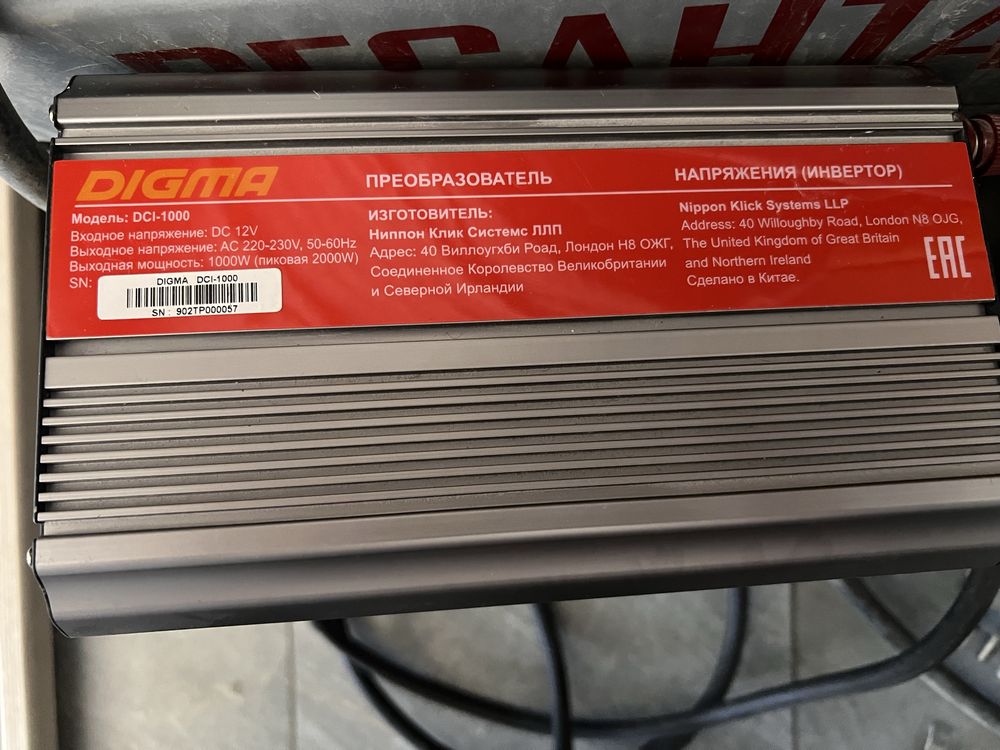 РЕСАНТА
DIGMA
ПРЕОБРАЗОВАТЕЛЬ
НАПРЯЖЕНИЯ (ИНВЕРТОР)
Модель: DCI-1000
Входное напряжение: DC 12V
Выходное напряжение: AC 220-230V, 50-60Hz
Выходная мощность: 1000W (пиковая 2000W)
SN:
DIGMA DCI-1000
SN : 902TP000057
ИЗГОТОВИТЕЛЬ:
Ниппон Клик Системс ЛЛП
Адрес: 40 Виллоугхби Роад, Лондон Н8 ОЖГ,
Соединенное Королевство Великобритании
и Северной Ирландии
Nippon Klick Systems LLP
Address: 40 Willoughby Road, London N8 OJG,
The United Kingdom of Great Britain
and Northern Ireland
Сделано в Китае.
EAC